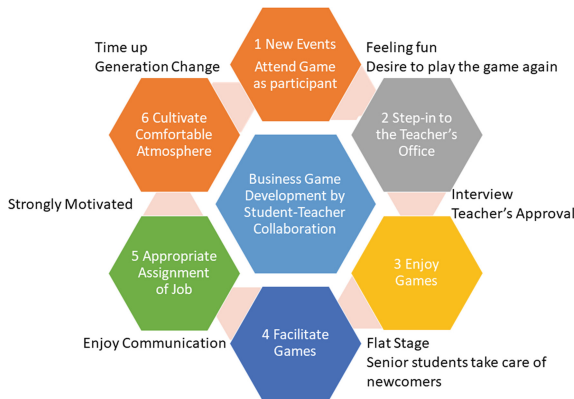 1 New Events
Attend Game
as participant
Feeling fun
Desire to play the game again
2 Step-in to
the Teacher's
Office
Interview
Teacher's Approval
3 Enjoy
Games
Flat Stage
Senior students take care of
newcomers
4 Facilitate
Games
Enjoy Communication
5 Appropriate
Assignment
of Job
Strongly Motivated
6 Cultivate
Comfortable
Atmosphere
Time up
Generation Change
Business Game
Development by
Student-Teacher
Collaboration